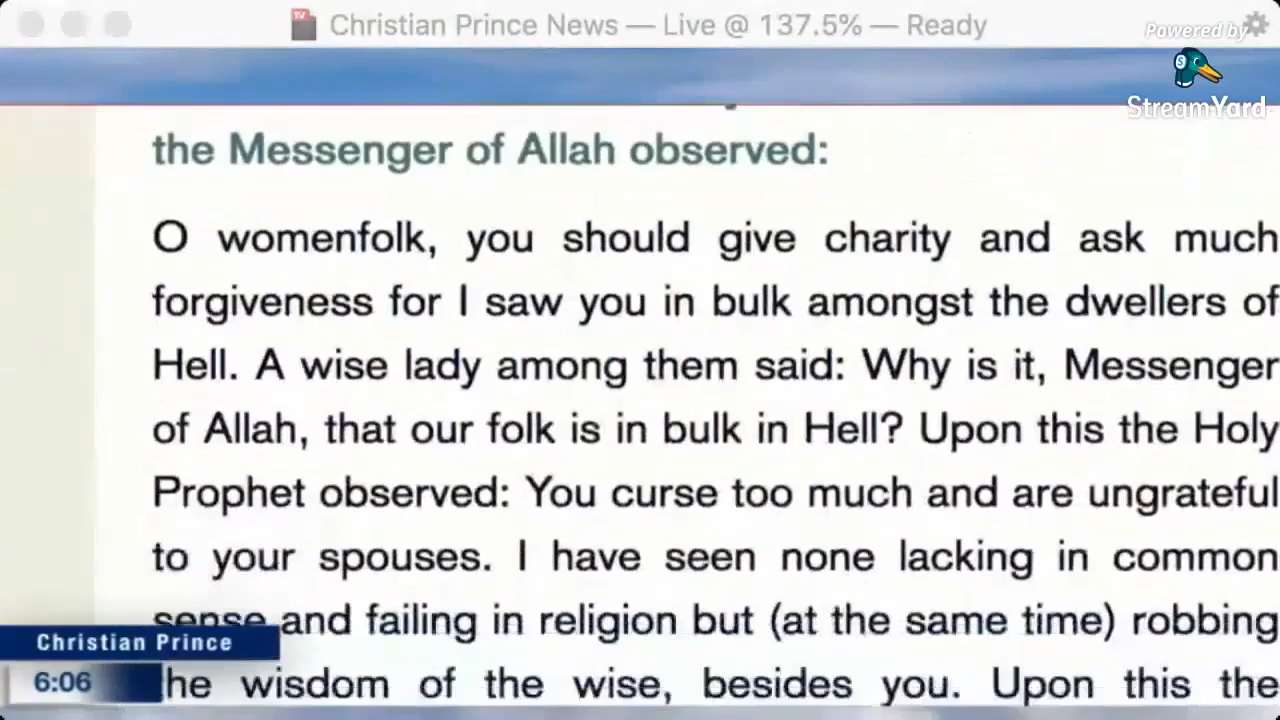 Christian Prince News — Live @ 137.5% — Ready
Powered by
StreamYard
the Messenger of Allah observed:
O womenfolk, you should give charity and ask much
forgiveness for I saw you in bulk amongst the dwellers of
Hell. A wise lady among them said: Why is it, Messenger
of Allah, that our folk is in bulk in Hell? Upon this the Holy
Prophet observed: You curse too much and are ungrateful
to your spouses. I have seen none lacking in common
sense and failing in religion but (at the same time) robbing
the wisdom of the wise, besides you. Upon this the
Christian Prince
6:06